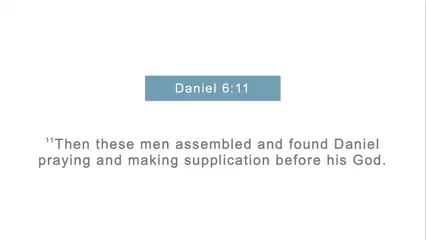 Daniel 6:11
¹¹Then these men assembled and found Daniel
praying and making supplication before his God.